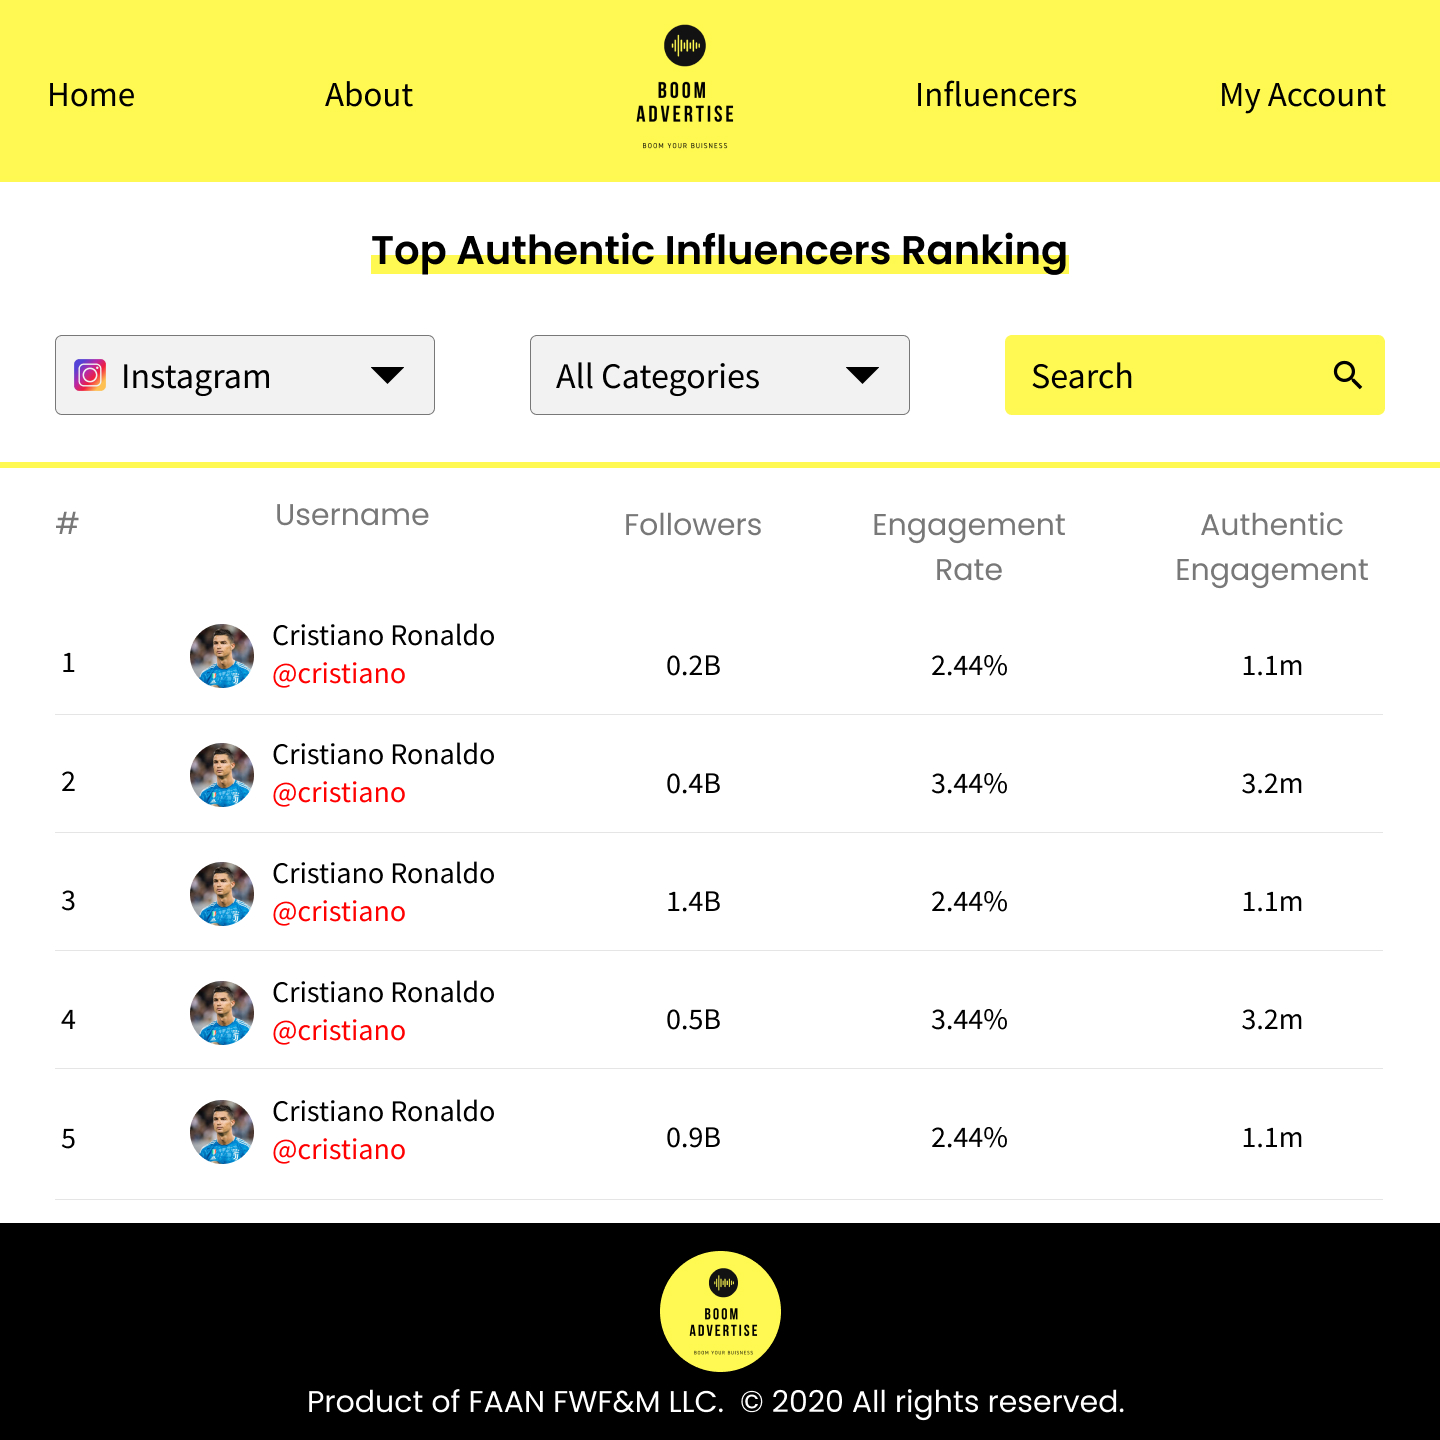 Home About Influencers My Account
BOOM
ADVERTISE
BOOM YOUR BUISNESS
Top Authentic Influencers Ranking
Instagram All Categories Search
# Username Followers Engagement Rate Authentic Engagement
1 Cristiano Ronaldo 0.2B 2.44% 1.1m
@cristiano
2 Cristiano Ronaldo 0.4B 3.44% 3.2m
@cristiano
3 Cristiano Ronaldo 1.4B 2.44% 1.1m
@cristiano
4 Cristiano Ronaldo 0.5B 3.44% 3.2m
@cristiano
5 Cristiano Ronaldo 0.9B 2.44% 1.1m
@cristiano
BOOM
ADVERTISE
BOOM YOUR BUISNESS
Product of FAAN FWF&M LLC. © 2020 All rights reserved.